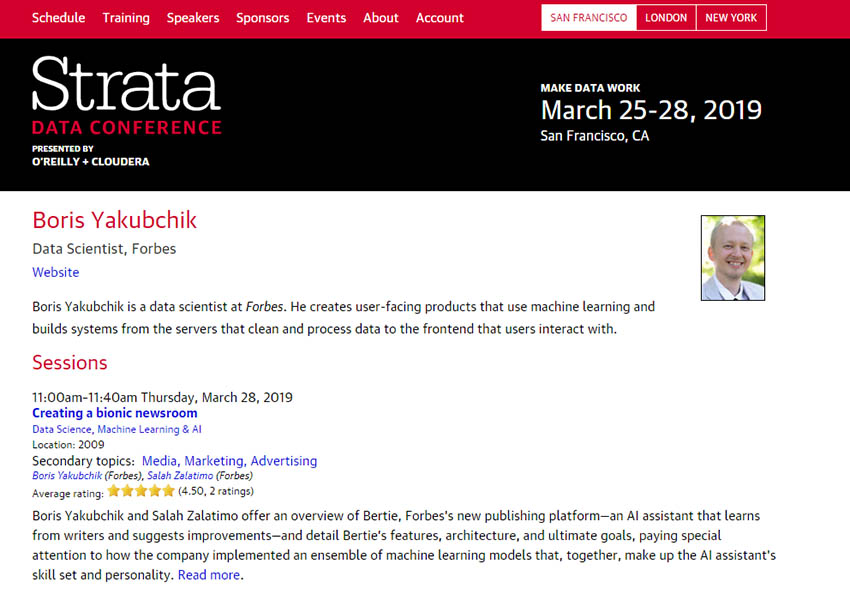 Schedule Training Speakers Sponsors Events About Account SAN FRANCISCO LONDON NEW YORK
Strata
DATA CONFERENCE
PRESENTED BY
O'REILLY + CLOUDERA
MAKE DATA WORK
March 25-28, 2019
San Francisco, CA
Boris Yakubchik
Data Scientist, Forbes
Website
Boris Yakubchik is a data scientist at Forbes. He creates user-facing products that use machine learning and
builds systems from the servers that clean and process data to the frontend that users interact with.
Sessions
11:00am–11:40am Thursday, March 28, 2019
Creating a bionic newsroom
Data Science, Machine Learning & AI
Location: 2009
Secondary topics: Media, Marketing, Advertising
Boris Yakubchik (Forbes), Salah Zalatimo (Forbes)
Average rating: (4.50, 2 ratings)
Boris Yakubchik and Salah Zalatimo offer an overview of Bertie, Forbes's new publishing platform—an AI assistant that learns
from writers and suggests improvements—and detail Bertie's features, architecture, and ultimate goals, paying special
attention to how the company implemented an ensemble of machine learning models that, together, make up the AI assistant's
skill set and personality. Read more.